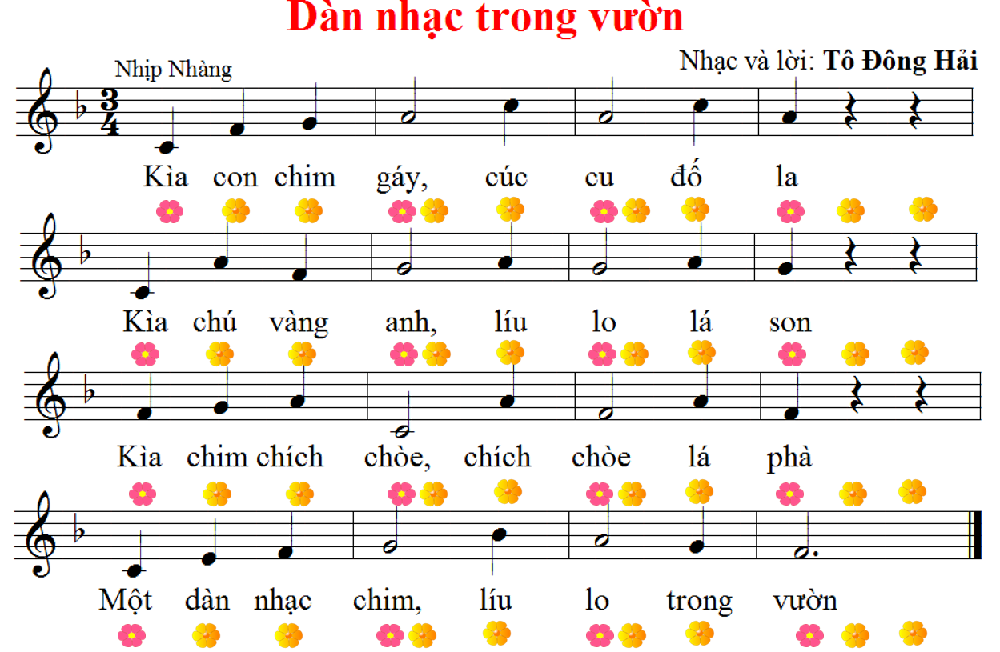 Dàn nhạc trong vườn
Nhạc và lời: Tô Đông Hải
Nhịp Nhàng
3
4
Kìa con chim gáy, cúc cu đố la
Kìa chú vàng anh, líu lo lá son
Kìa chim chích chòe, chích chòe lá phà
Một dàn nhạc chim, líu lo trong vườn